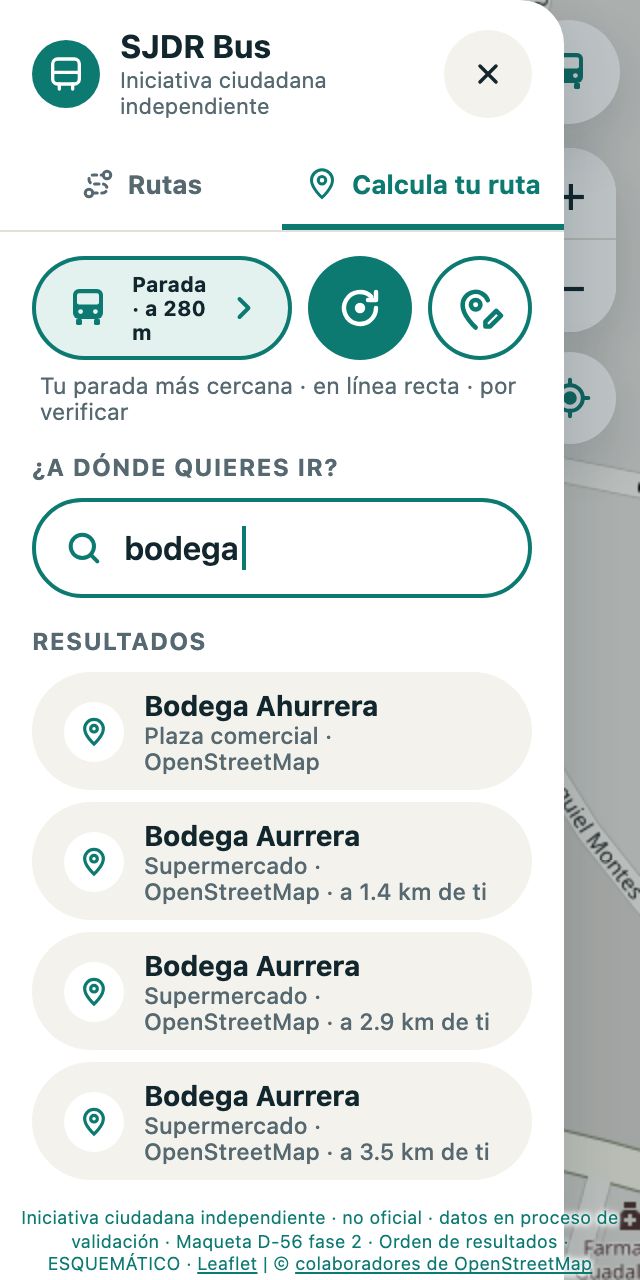 SJDR Bus
Iniciativa ciudadana
independiente
Rutas
Calcula tu ruta
Parada
· a 280
m
Tu parada más cercana · en línea recta · por
verificar
¿A DÓNDE QUIERES IR?
bodega
RESULTADOS
Bodega Ahurrera
Plaza comercial ·
OpenStreetMap
Bodega Aurrera
Supermercado ·
OpenStreetMap · a 1.4 km de ti
Bodega Aurrera
Supermercado ·
OpenStreetMap · a 2.9 km de ti
Bodega Aurrera
Supermercado ·
OpenStreetMap · a 3.5 km de ti
Iniciativa ciudadana independiente · no oficial · datos en proceso de
validación · Maqueta D-56 fase 2 · Orden de resultados ·
ESQUEMÁTICO · Leaflet | © colaboradores de OpenStreetMap
+
−
quiel Montes
Farma